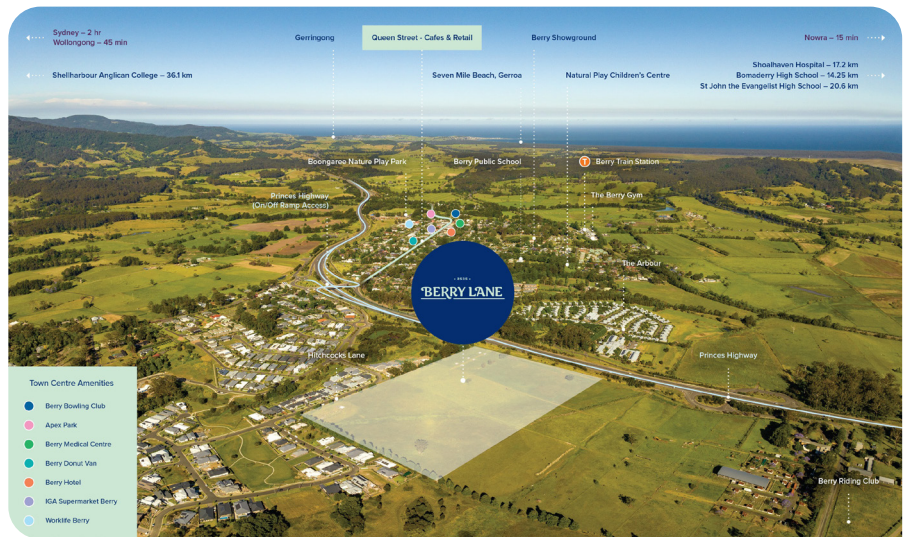 Sydney – 2 hr
Wollongong – 45 min
Gerringong
Queen Street - Cafes & Retail
Berry Showground
Nowra – 15 min
Shellharbour Anglican College – 36.1 km
Seven Mile Beach, Gerroa
Natural Play Children's Centre
Shoalhaven Hospital – 17.2 km
Bomaderry High School – 14.25 km
St John the Evangelist High School – 20.6 km
Boongaree Nature Play Park
Berry Public School
T
Berry Train Station
Princes Highway
(On/Off Ramp Access)
The Berry Gym
The Arbour
BERRY LANE
Hitchcocks Lane
Princes Highway
Town Centre Amenities
Berry Bowling Club
Apex Park
Berry Medical Centre
Berry Donut Van
Berry Hotel
IGA Supermarket Berry
Worklife Berry
Berry Riding Club